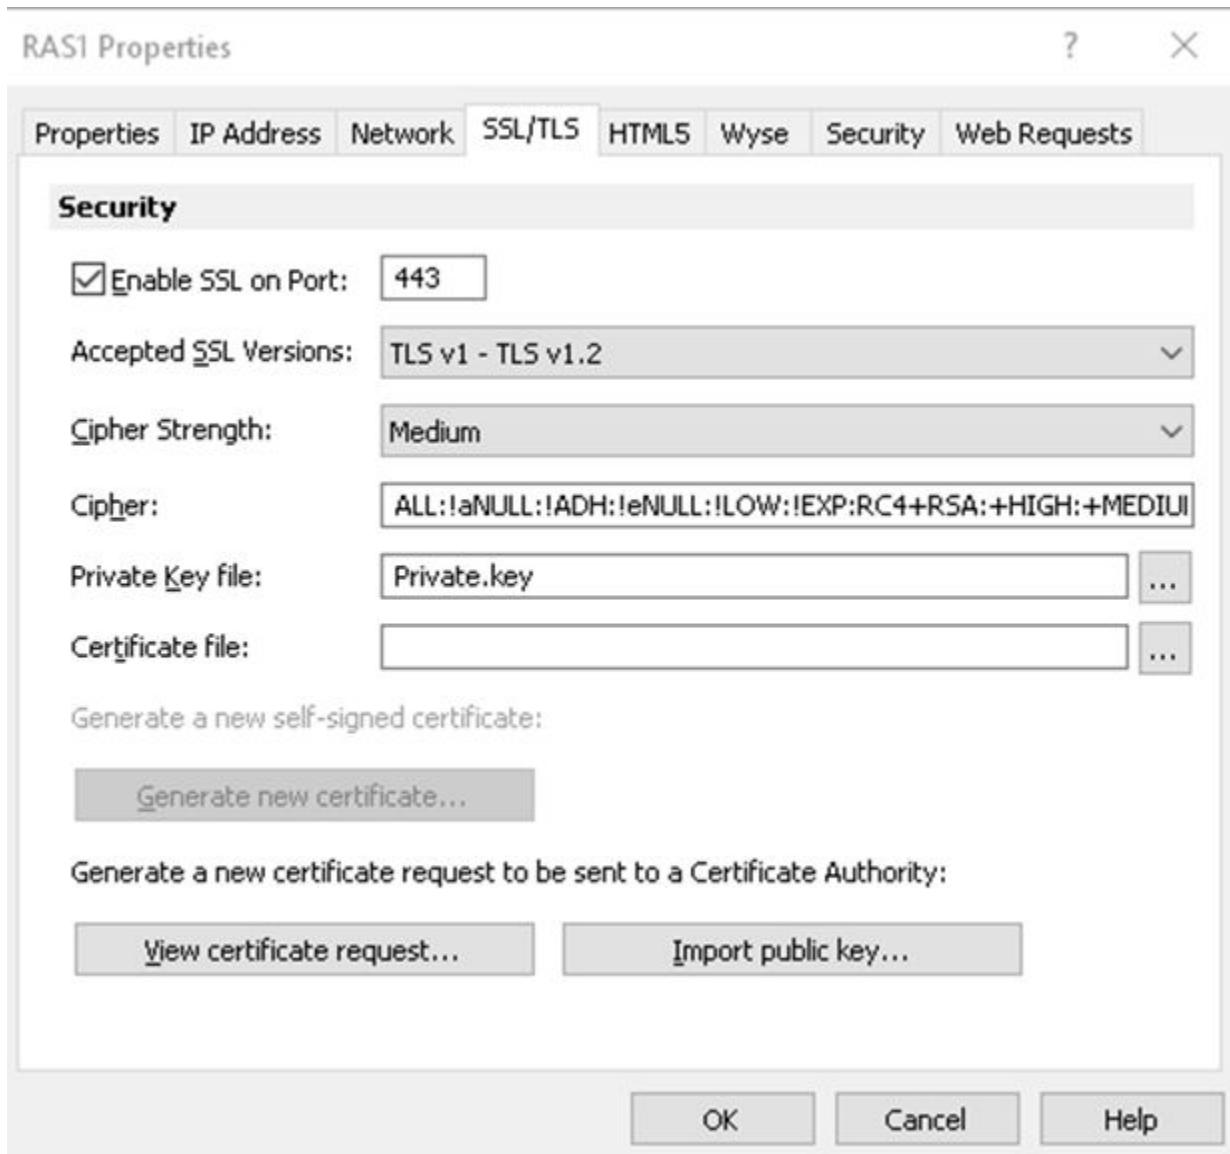 RAS1 Properties ?
Properties IP Address Network SSL/TLS HTML5 Wyse Security Web Requests
Security
Enable SSL on Port: 443
Accepted SSL Versions: TLS v1 - TLS v1.2
Cipher Strength: Medium
Cipher: ALL:!aNULL:!ADH:!eNULL:!LOW:!EXP:RC4+RSA:+HIGH:+MEDIU
Private Key file: Private.key ...
Certificate file: ...
Generate a new self-signed certificate:
Generate new certificate...
Generate a new certificate request to be sent to a Certificate Authority:
View certificate request... Import public key...
OK Cancel Help